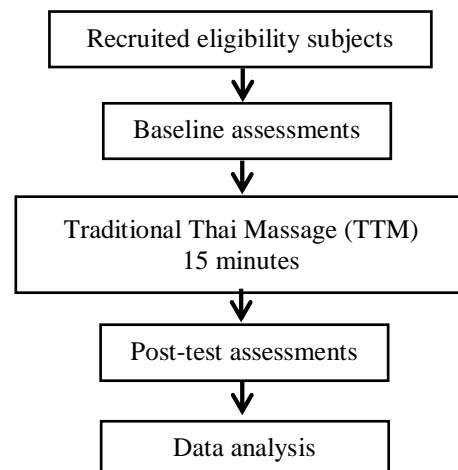 Recruited eligibility subjects
Baseline assessments
Traditional Thai Massage (TTM)
15 minutes
Post-test assessments
Data analysis